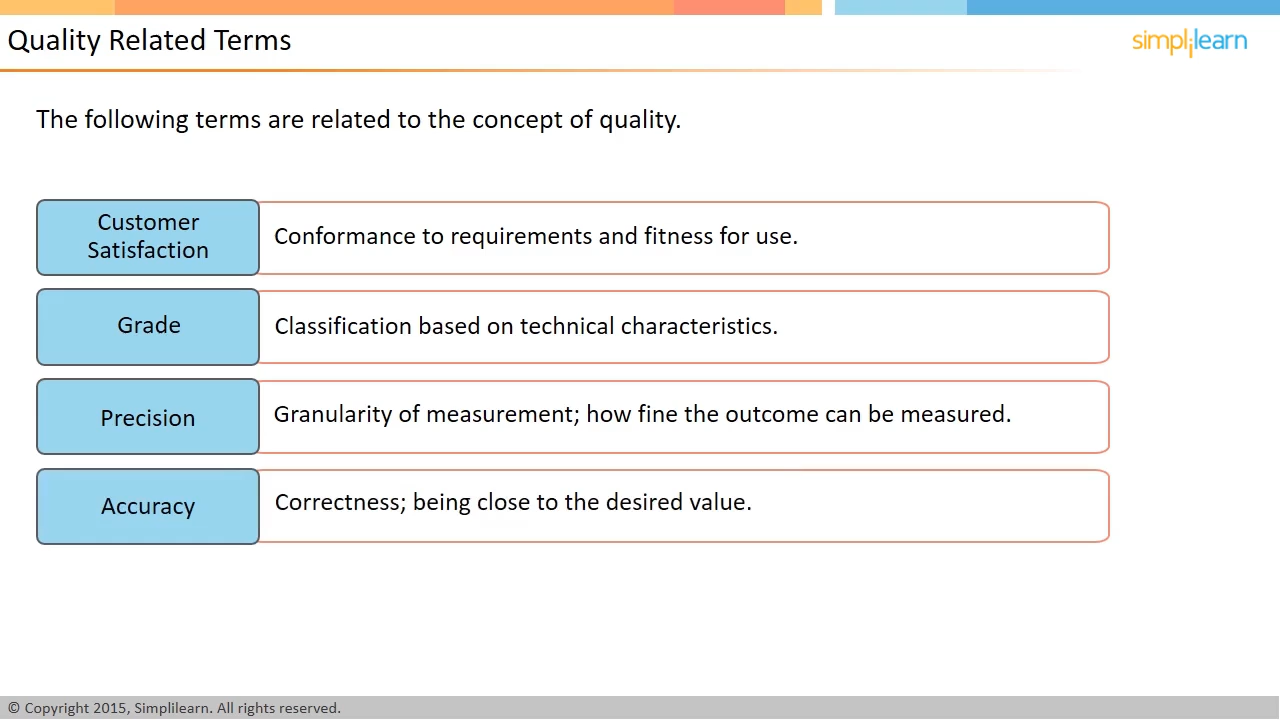 Quality Related Terms
simplilearn
The following terms are related to the concept of quality.
Customer
Satisfaction
Conformance to requirements and fitness for use.
Grade
Classification based on technical characteristics.
Precision
Granularity of measurement; how fine the outcome can be measured.
Accuracy
Correctness; being close to the desired value.
© Copyright 2015, Simplilearn. All rights reserved.